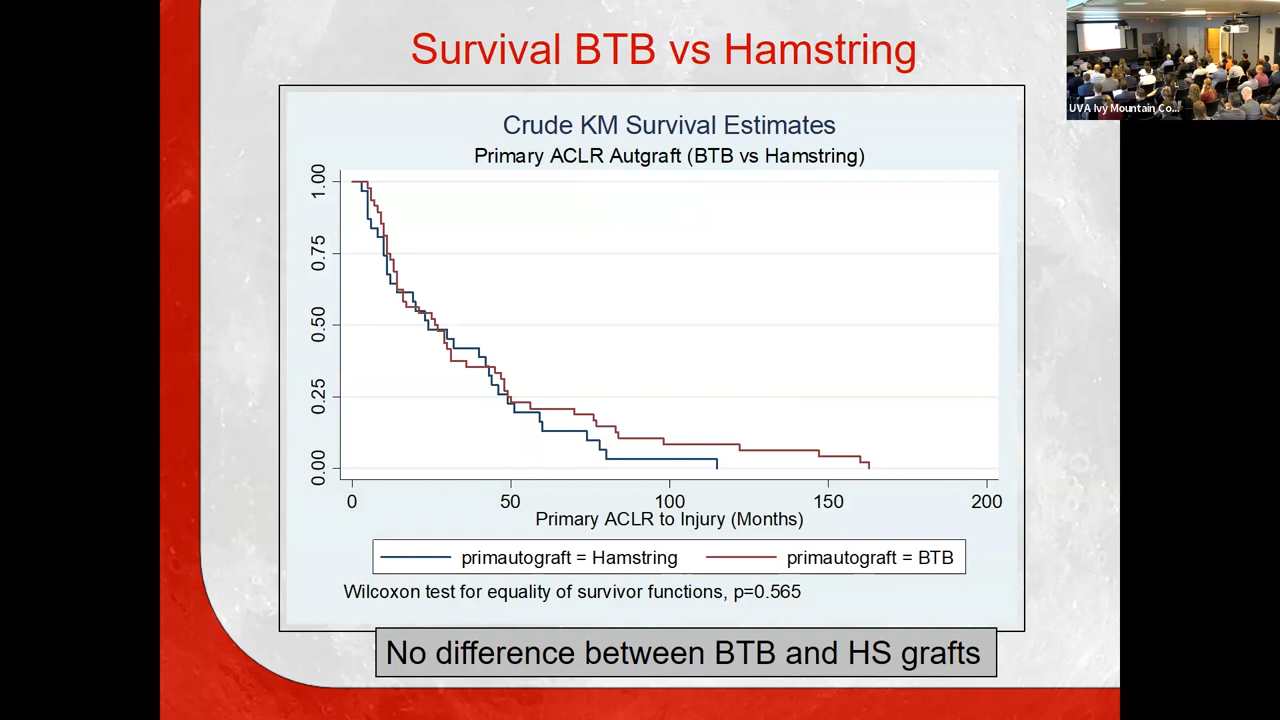 Survival BTB vs Hamstring
UVA Ivy Mountain Co...
Crude KM Survival Estimates
Primary ACLR Autgraft (BTB vs Hamstring)
1.00
0.75
0.50
0.25
0.00
0 50 100 150 200
Primary ACLR to Injury (Months)
primautograft = Hamstring primautograft = BTB
Wilcoxon test for equality of survivor functions, p=0.565
No difference between BTB and HS grafts